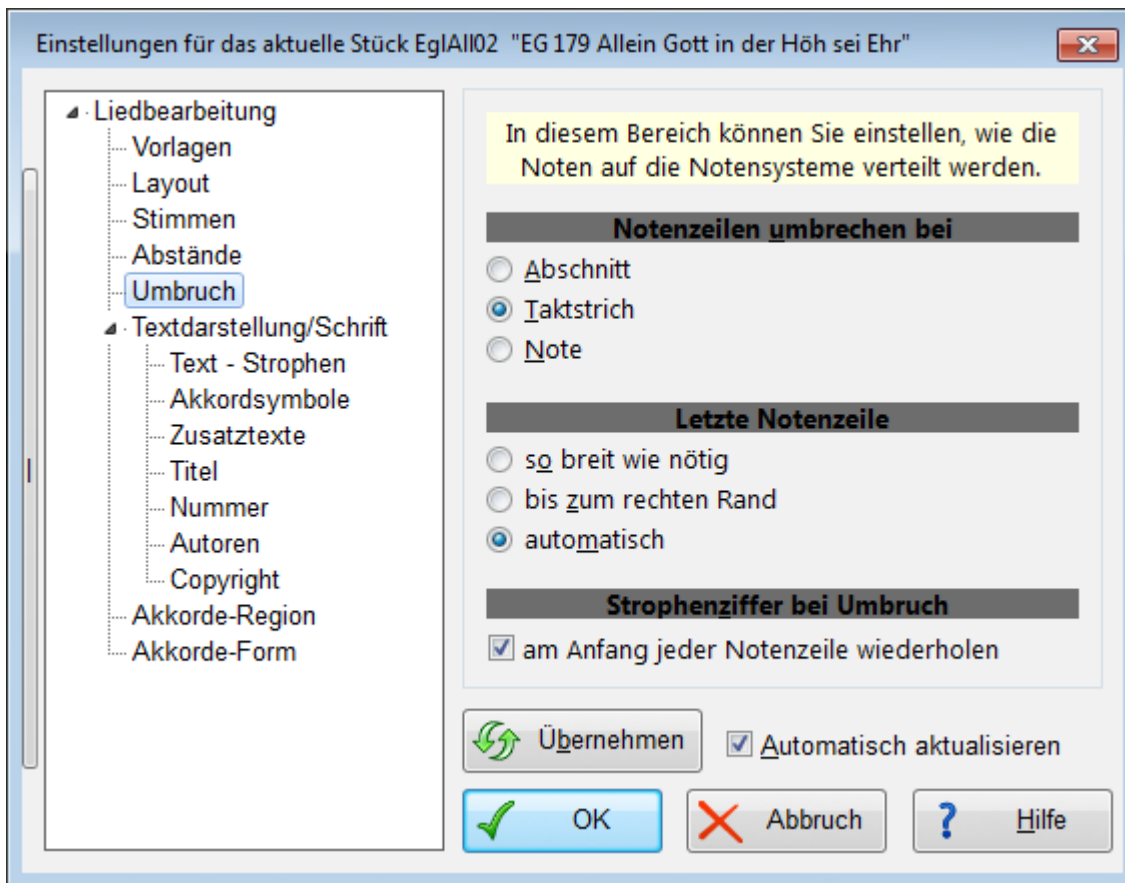 Einstellungen für das aktuelle Stück EglAll02 "EG 179 Allein Gott in der Höh sei Ehr"
Liedbearbeitung
Vorlagen
Layout
Stimmen
Abstände
Umbruch
Textdarstellung/Schrift
Text - Strophen
Akkordsymbole
Zusatztexte
Titel
Nummer
Autoren
Copyright
Akkorde-Region
Akkorde-Form
In diesem Bereich können Sie einstellen, wie die
Noten auf die Notensysteme verteilt werden.
Notenzeilen umbrechen bei
Abschnitt
Taktstrich
Note
Letzte Notenzeile
so breit wie nötig
bis zum rechten Rand
automatisch
Strophenziffer bei Umbruch
am Anfang jeder Notenzeile wiederholen
Übernehmen
Automatisch aktualisieren
OK
Abbruch
Hilfe